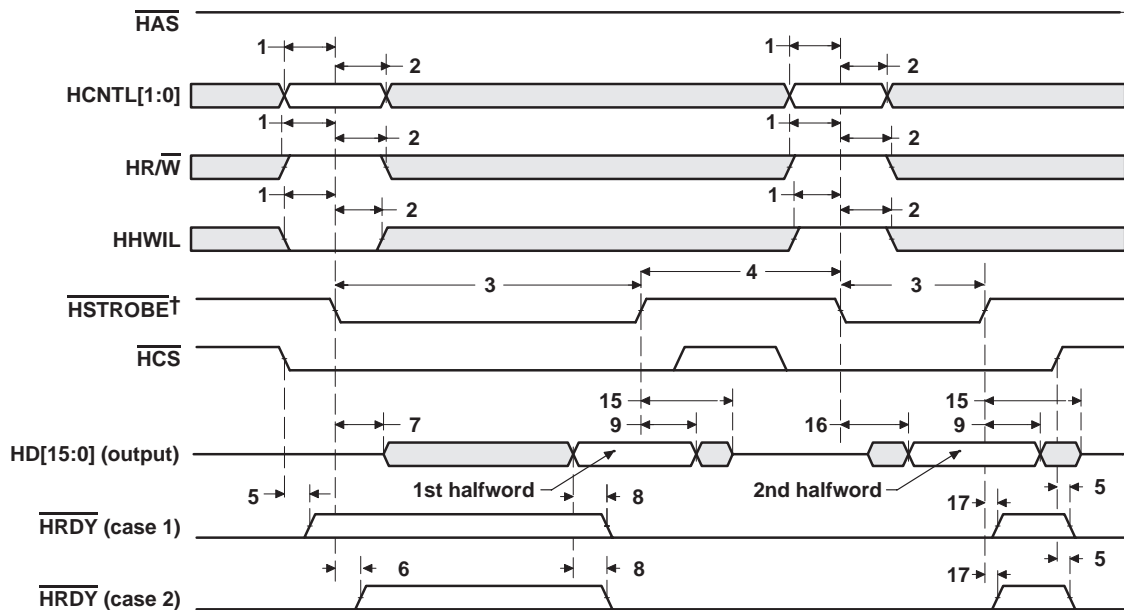 HAS
1 1
2 2
HCNTL[1:0]
1 2 1 2
HR/W
1 2 1 2
HHWIL
3 4 3
HSTROBE†
HCS
7 15 9 16 15 9
HD[15:0] (output)
1st halfword 2nd halfword
5 8 17 5
HRDY (case 1)
6 8 17 5
HRDY (case 2)